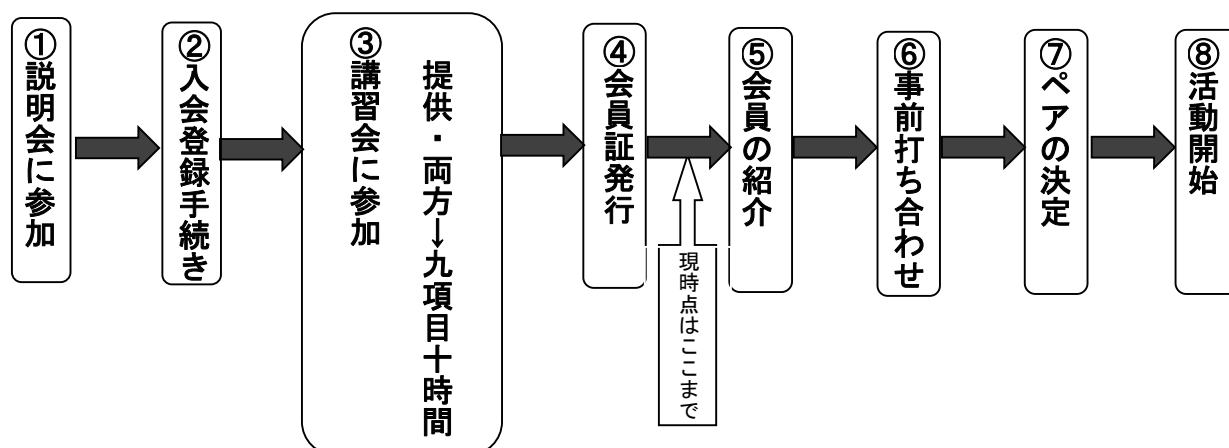 ①説明会に参加
②入会登録手続き
③講習会に参加
提供・両方→九項目十時間
④会員証発行
現時点はここまで
⑤会員の紹介
⑥事前打ち合わせ
⑦ペアの決定
⑧活動開始